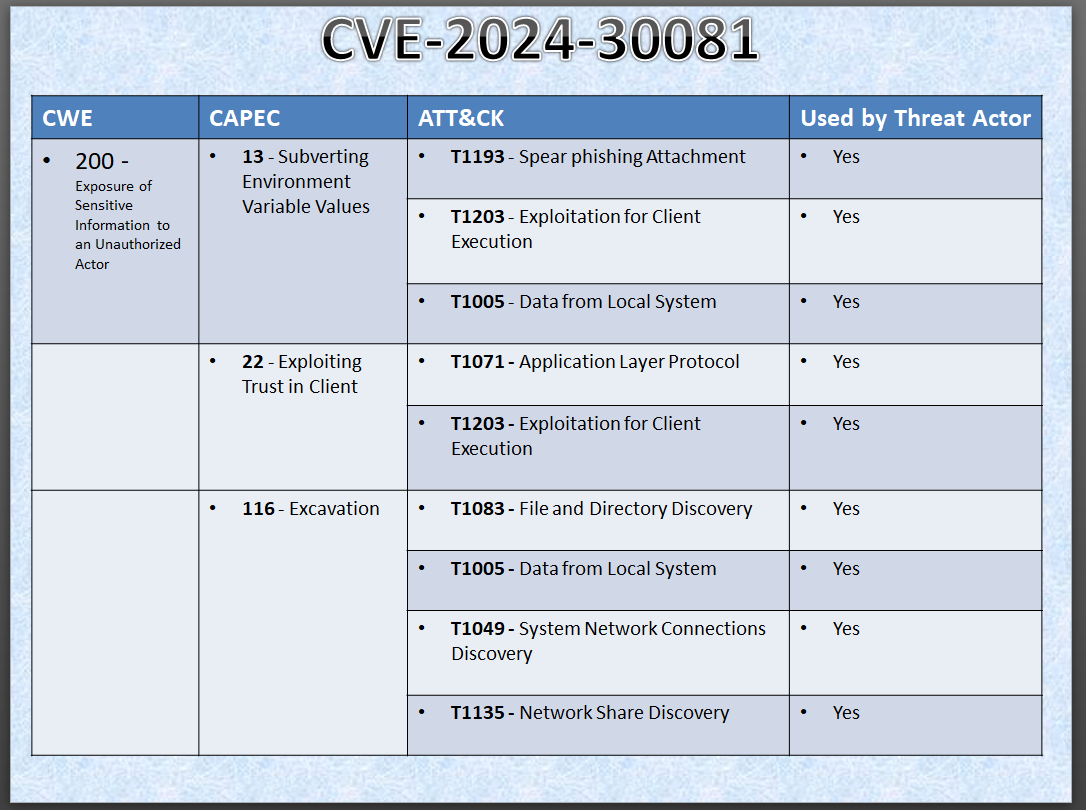 CVE-2024-30081
CWE
CAPEC
ATT&CK
Used by Threat Actor
• 200 -
Exposure of
Sensitive
Information to
an Unauthorized
Actor
• 13 - Subverting
Environment
Variable Values
• T1193 - Spear phishing Attachment
• Yes
• T1203 - Exploitation for Client
Execution
• Yes
• T1005 - Data from Local System
• Yes
• 22 - Exploiting
Trust in Client
• T1071 - Application Layer Protocol
• Yes
• T1203 - Exploitation for Client
Execution
• Yes
• 116 - Excavation
• T1083 - File and Directory Discovery
• Yes
• T1005 - Data from Local System
• Yes
• T1049 - System Network Connections
Discovery
• Yes
• T1135 - Network Share Discovery
• Yes